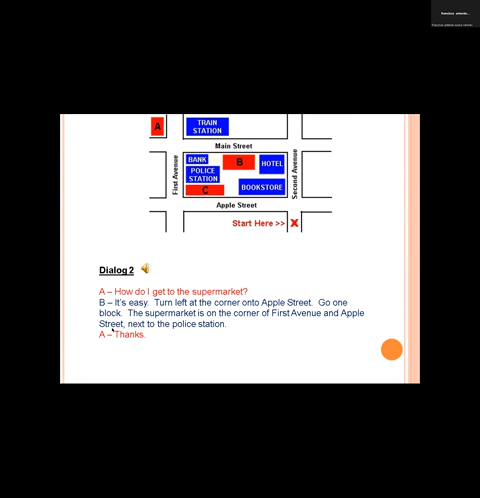 A
TRAIN
STATION
Main Street
First Avenue
BANK
B
HOTEL
Second Avenue
POLICE
STATION
C
BOOKSTORE
Apple Street
Start Here >> X
Dialog 2
A – How do I get to the supermarket?
B – It's easy. Turn left at the corner onto Apple Street. Go one
block. The supermarket is on the corner of First Avenue and Apple
Street, next to the police station.
A – Thanks.